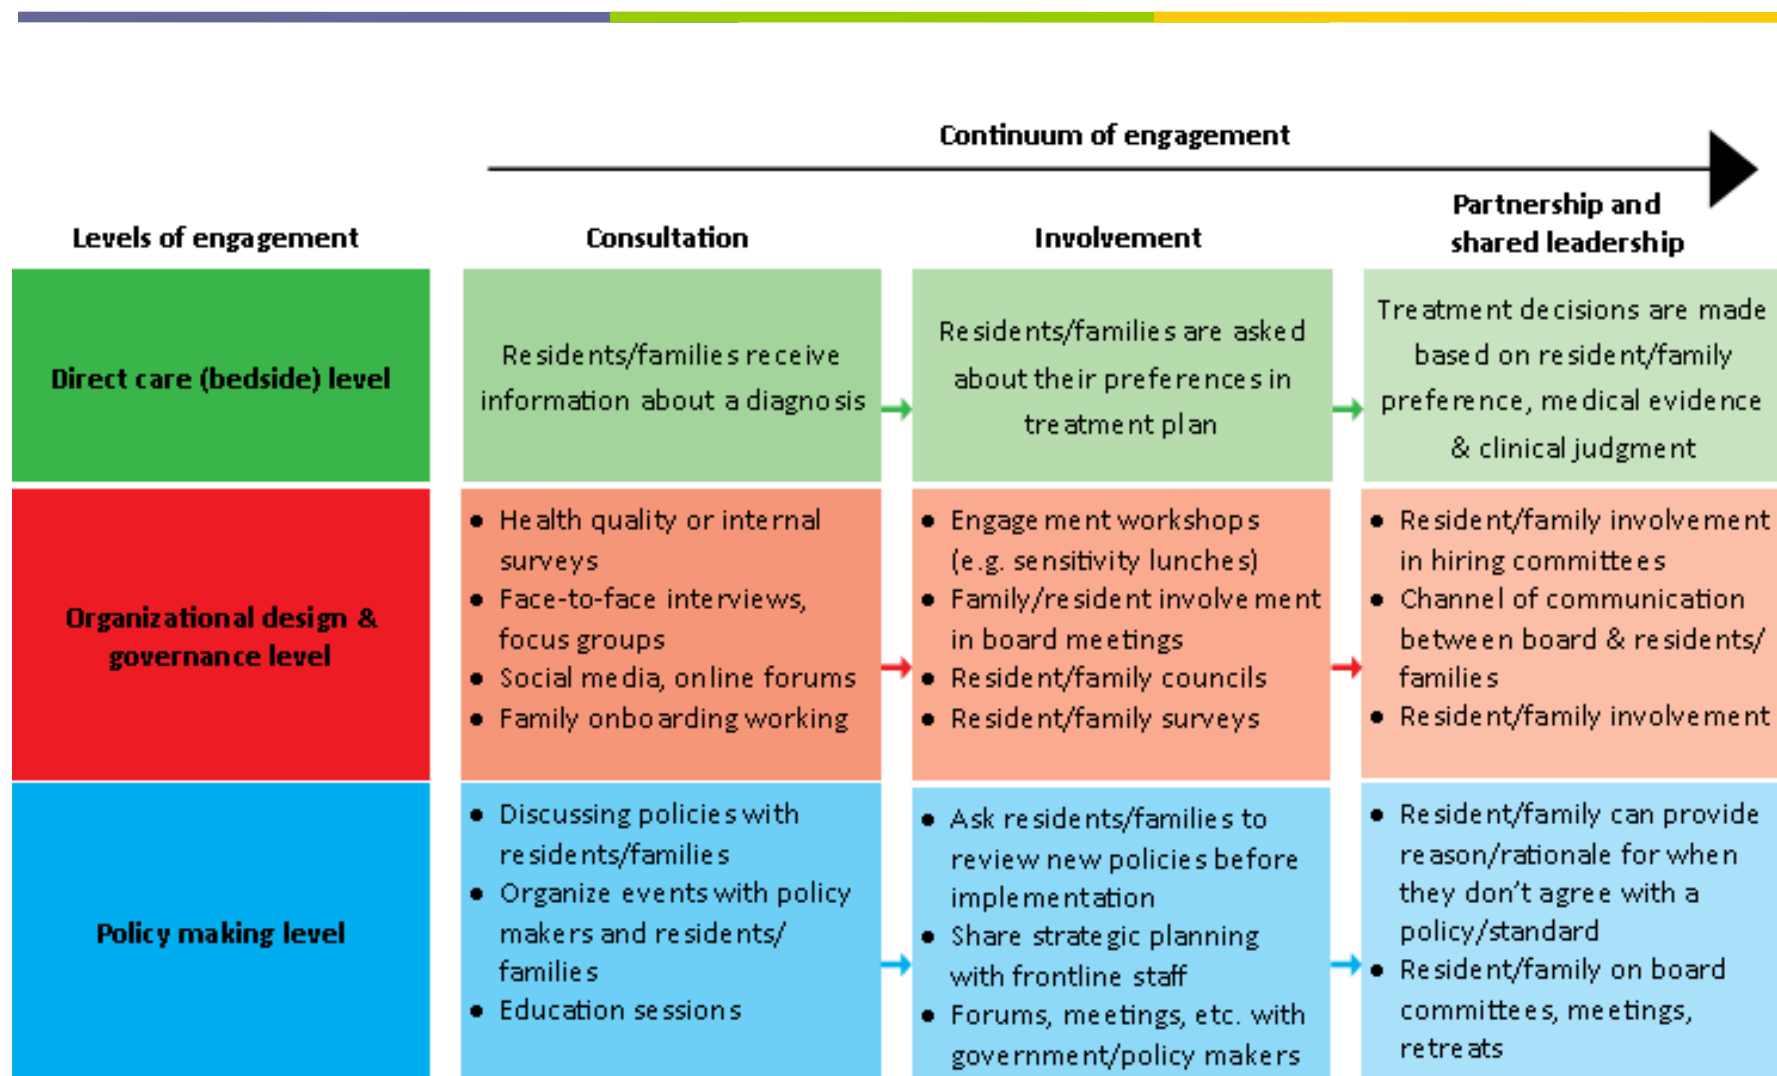 Continuum of engagement
Levels of engagement
Consultation
Involvement
Partnership and
shared leadership
Direct care (bedside) level
Residents/families receive
information about a diagnosis
Residents/families are asked
about their preferences in
treatment plan
Treatment decisions are made
based on resident/family
preference, medical evidence
& clinical judgment
Organizational design &
governance level
● Health quality or internal
surveys
● Face-to-face interviews,
focus groups
● Social media, online forums
● Family onboarding working
● Engagement workshops
(e.g. sensitivity lunches)
● Family/resident involvement
in board meetings
● Resident/family councils
● Resident/family surveys
● Resident/family involvement
in hiring committees
● Channel of communication
between board & residents/
families
● Resident/family involvement
Policy making level
● Discussing policies with
residents/families
● Organize events with policy
makers and residents/
families
● Education sessions
● Ask residents/families to
review new policies before
implementation
● Share strategic planning
with frontline staff
● Forums, meetings, etc. with
government/policy makers
● Resident/family can provide
reason/rationale for when
they don’t agree with a
policy/standard
● Resident/family on board
committees, meetings,
retreats